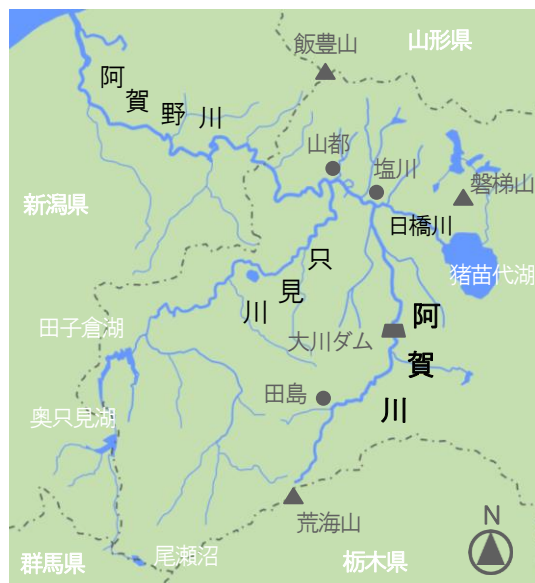 山形県
飯豊山
阿賀野川
山都
塩川
磐梯山
新潟県
日橋川
猪苗代湖
只見川
田子倉湖
大川ダム
阿賀川
田島
奥只見湖
荒海山
N
尾瀬沼
群馬県
栃木県